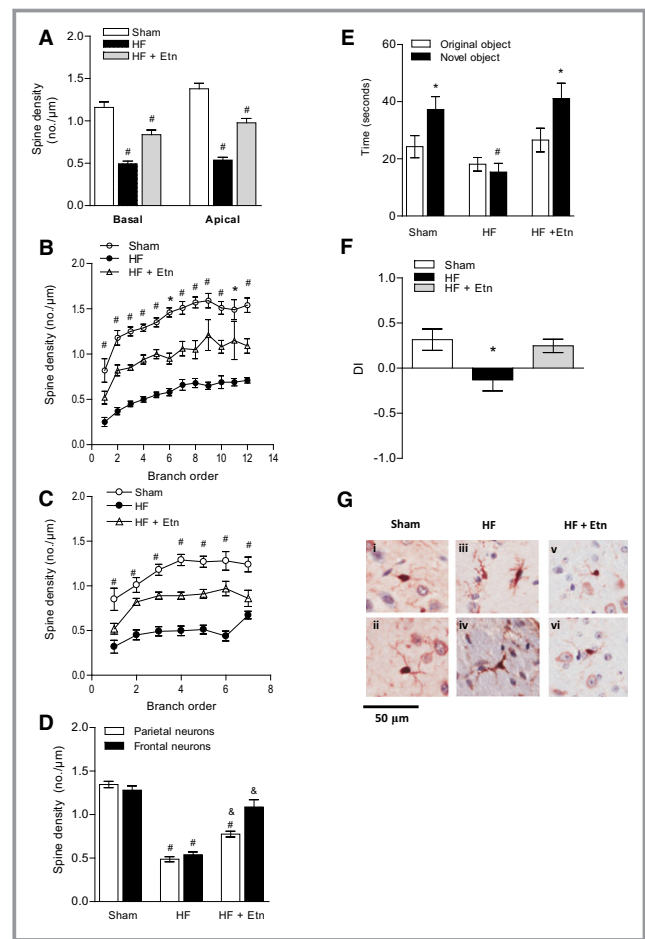 A
Sham
HF
HF + Etn
Spine density
(no./μm)
2.0
1.5
1.0
0.5
0.0
#
#
#
#
Basal
Apical
B
Sham
HF
HF + Etn
Spine density (no./μm)
2.0
1.5
1.0
0.5
0.0
# # # # # * # # # # * #
0 2 4 6 8 10 12 14
Branch order
C
Sham
HF
HF + Etn
Spine density (no./μm)
2.0
1.5
1.0
0.5
0.0
# # # # # # #
0 2 4 6 8
Branch order
D
Parietal neurons
Frontal neurons
Spine density (no./μm)
2.0
1.5
1.0
0.5
0.0
# #
&
#
&
Sham HF HF + Etn
E
Original object
Novel object
Time (seconds)
60
40
20
0
*
#
*
Sham HF HF +Etn
F
Sham
HF
HF + Etn
DI
1.0
0.5
0.0
-0.5
-1.0
*
G
Sham HF HF + Etn
i iii v
ii iv vi
50 μm